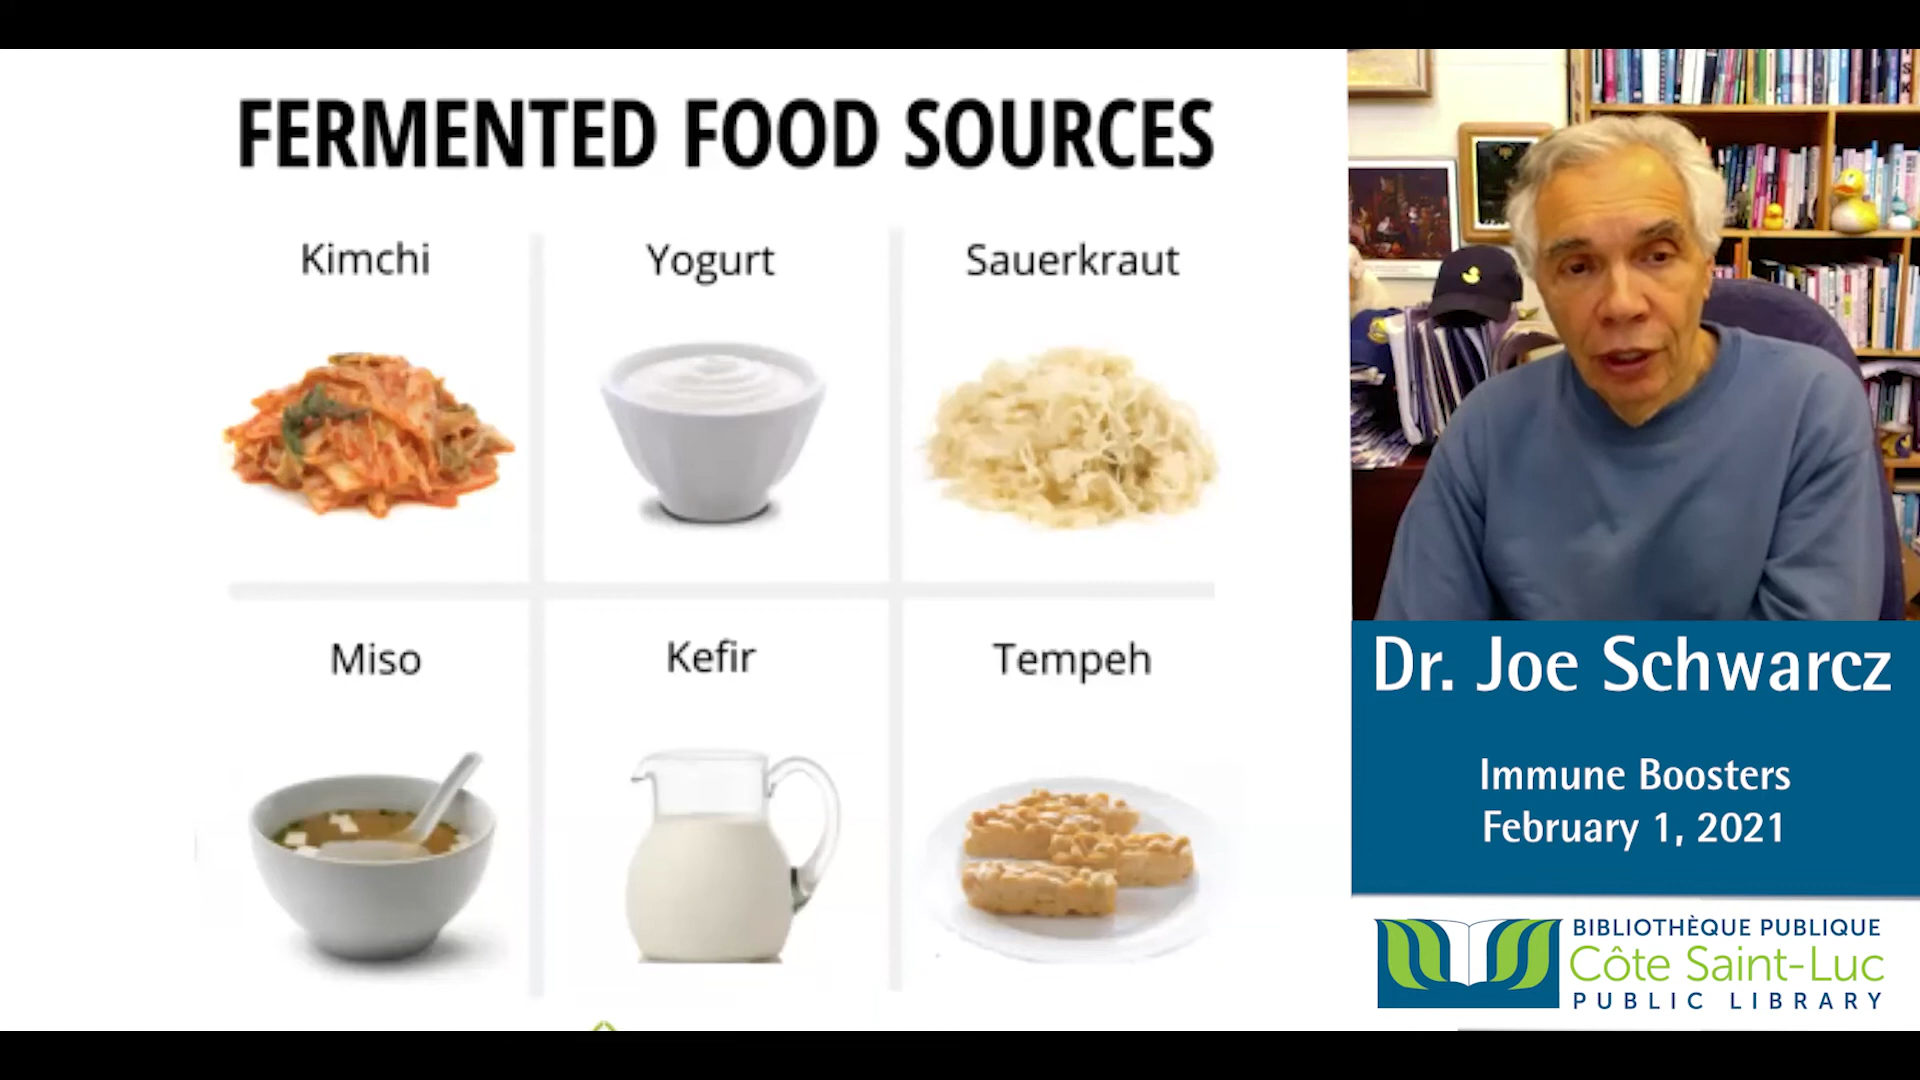 FERMENTED FOOD SOURCES
Kimchi
Yogurt
Sauerkraut
Miso
Kefir
Tempeh
Dr. Joe Schwarcz
Immune Boosters
February 1, 2021
BIBLIOTHÈQUE PUBLIQUE
Côte Saint-Luc
PUBLIC LIBRARY